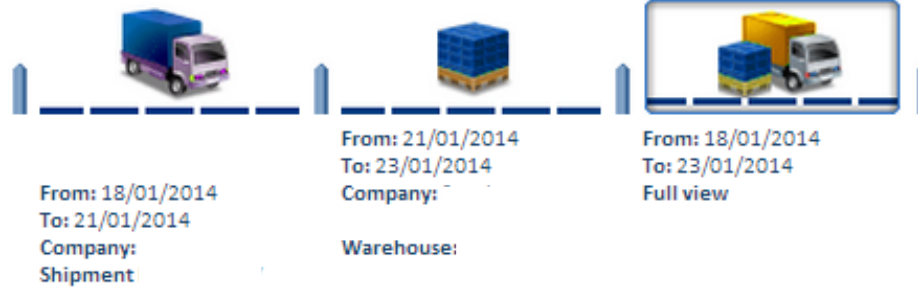 From: 18/01/2014
To: 21/01/2014
Company:
Shipment
From: 21/01/2014
To: 23/01/2014
Company:
Warehouse:
From: 18/01/2014
To: 23/01/2014
Full view